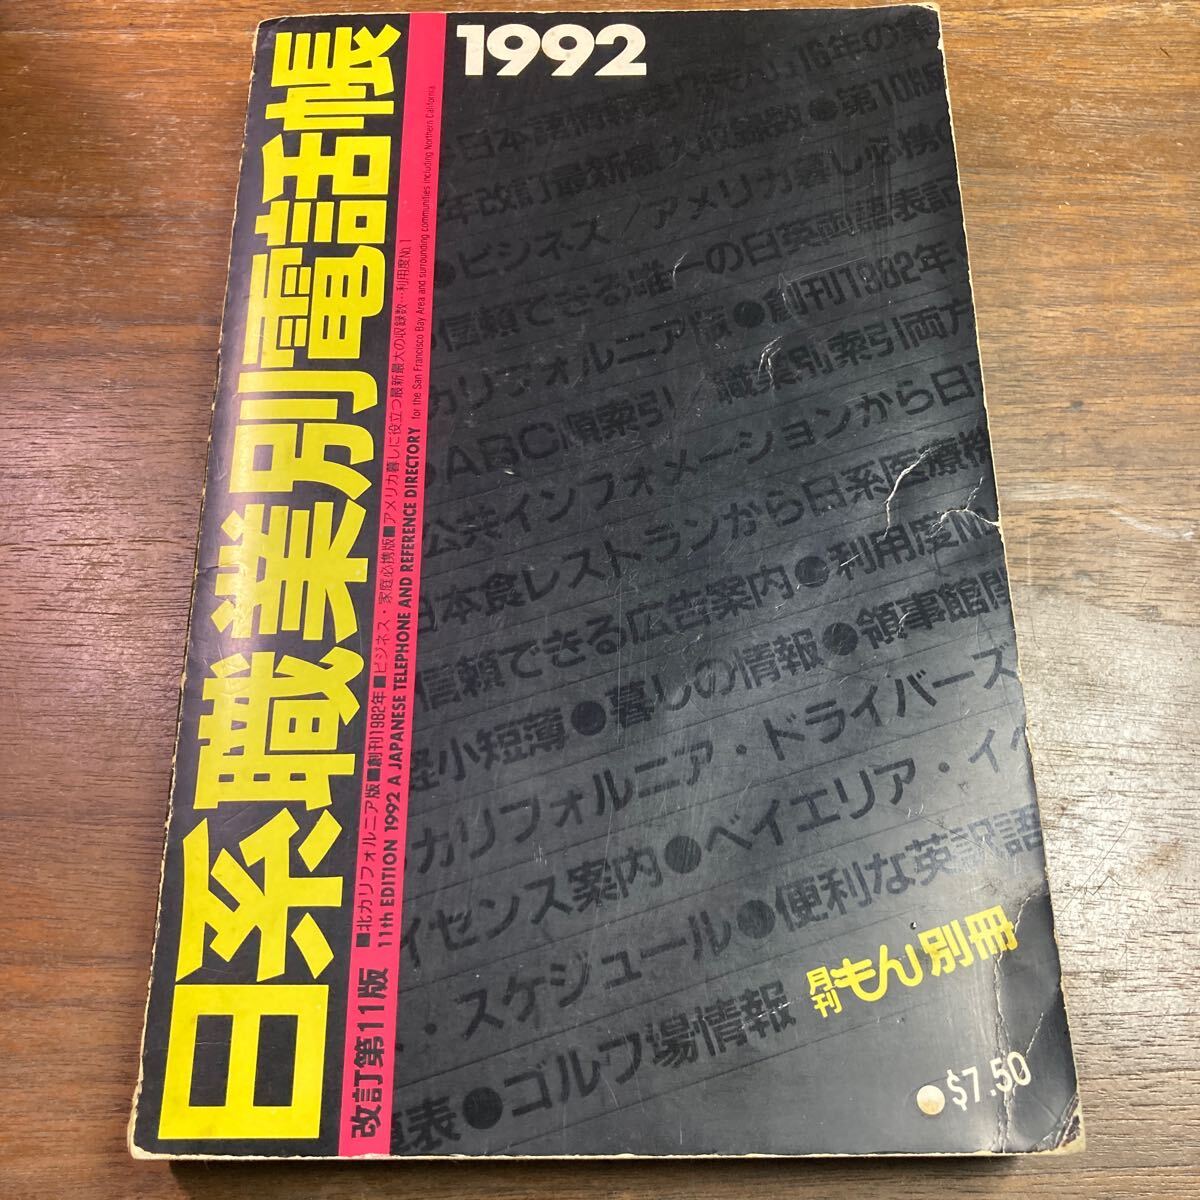 1992
日系職業別電話帳
改訂第11版
■北カリフォルニア版■創刊1982年■ビジネス・家庭必携版■アメリカ暮しに役立つ最新最大の収録数…利用度No.1
11th EDITION 1992 A JAPANESE TELEPHONE AND REFERENCE DIRECTORY for the San Francisco Bay Area and surrounding communities including Northern California.
16年の
日本語情報誌
年改訂最新最大収録数●第10版
ビジネス/アメリカ暮し必携
信頼できる唯一の日英両語表記
カリフォルニア版●創刊1982年
ABC順索引/職業別索引両方
公共インフォメーションから日
日本食レストランから日系医療機
信頼できる広告案内●利用度No.
軽小短薄●暮しの情報●領事館関
カリフォルニア・ドライバーズ
イセンス案内●ベイエリア・イベ
・スケジュール●便利な英訳語
表●ゴルフ場情報
月刊もん別冊
●$7.50